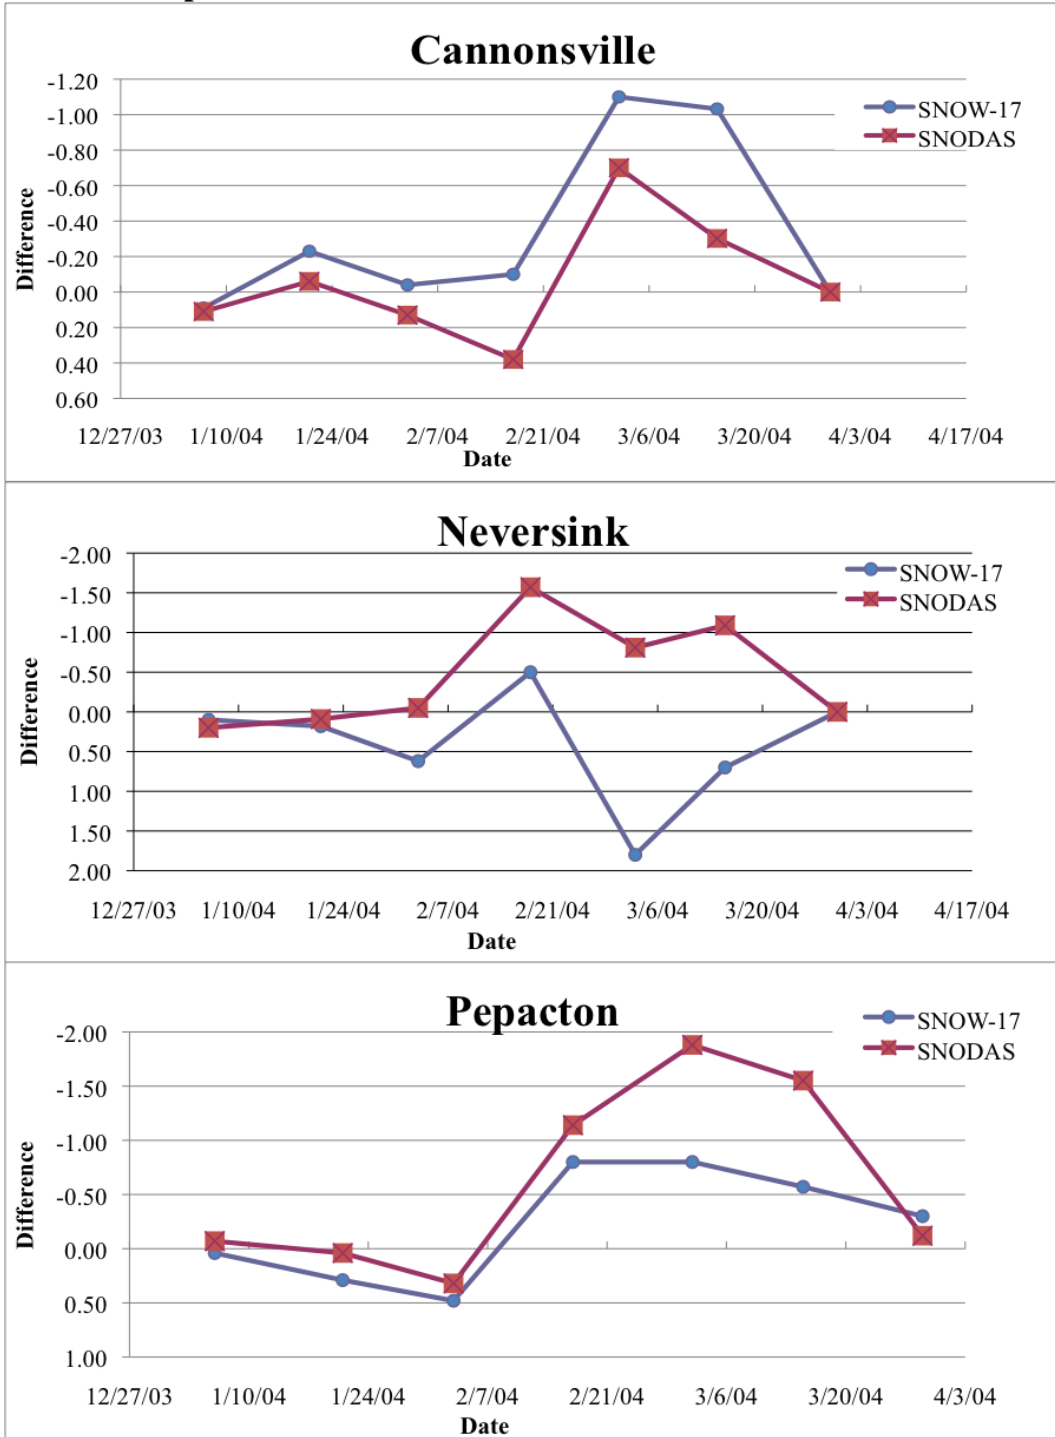 Cannonsville
-1.20
-1.00
-0.80
-0.60
-0.40
-0.20
0.00
0.20
0.40
0.60
Difference
SNOW-17
SNODAS
12/27/03 1/10/04 1/24/04 2/7/04 2/21/04 3/6/04 3/20/04 4/3/04 4/17/04
Date
Neversink
-2.00
-1.50
-1.00
-0.50
0.00
0.50
1.00
1.50
2.00
Difference
SNOW-17
SNODAS
12/27/03 1/10/04 1/24/04 2/7/04 2/21/04 3/6/04 3/20/04 4/3/04 4/17/04
Date
Pepacton
-2.00
-1.50
-1.00
-0.50
0.00
0.50
1.00
Difference
SNOW-17
SNODAS
12/27/03 1/10/04 1/24/04 2/7/04 2/21/04 3/6/04 3/20/04 4/3/04
Date